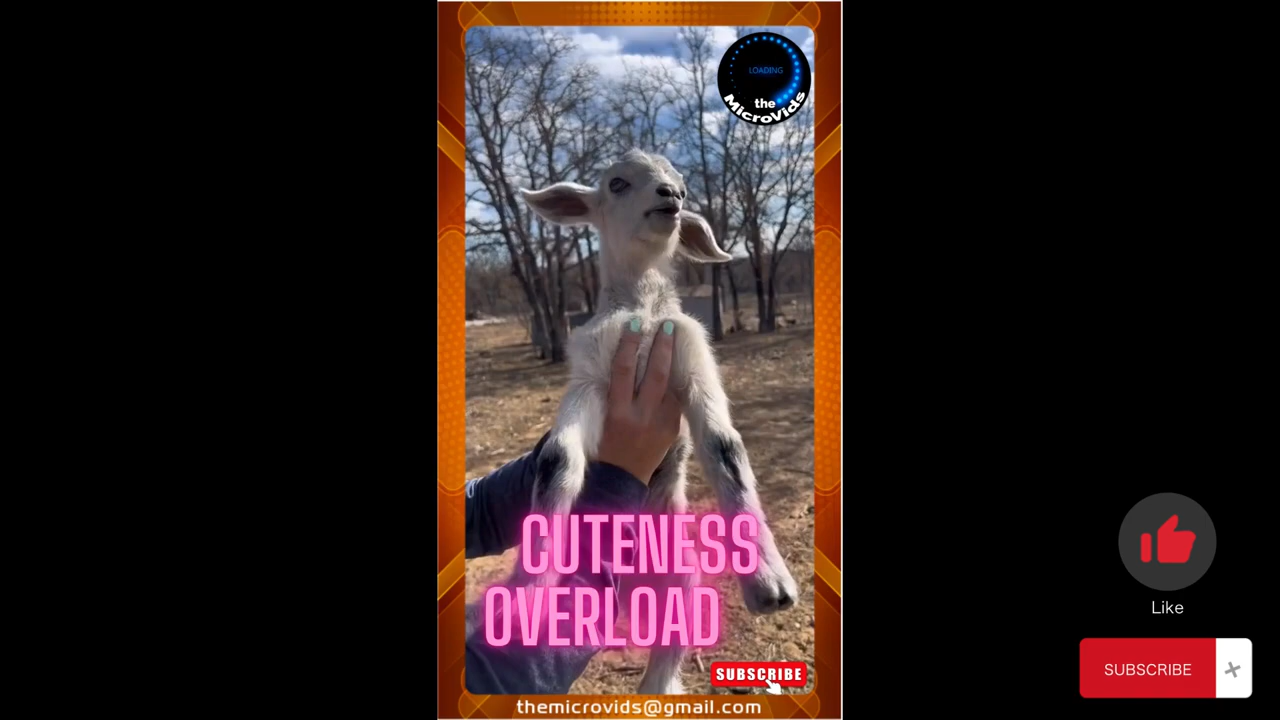 LOADING
the
MicroVids
CUTENESS
OVERLOAD
SUBSCRIBE
themicrovids@gmail.com
Like
SUBSCRIBE